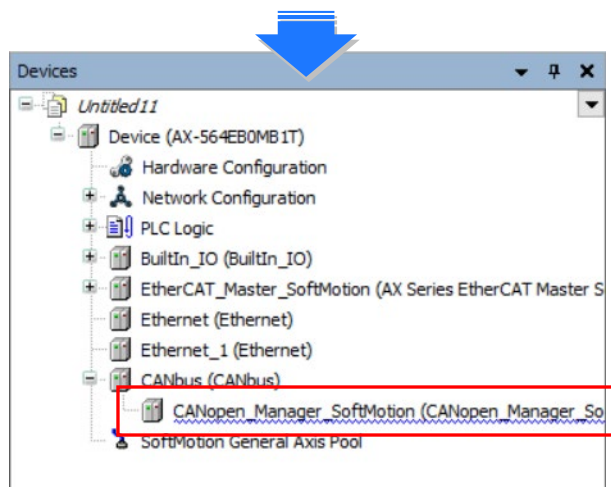 Devices
Untitled11
Device (AX-564EB0MB1T)
Hardware Configuration
Network Configuration
PLC Logic
BuiltIn_IO (BuiltIn_IO)
EtherCAT_Master_SoftMotion (AX Series EtherCAT Master S
Ethernet (Ethernet)
Ethernet_1 (Ethernet)
CANbus (CANbus)
CANopen_Manager_SoftMotion (CANopen_Manager_So
SoftMotion General Axis Pool